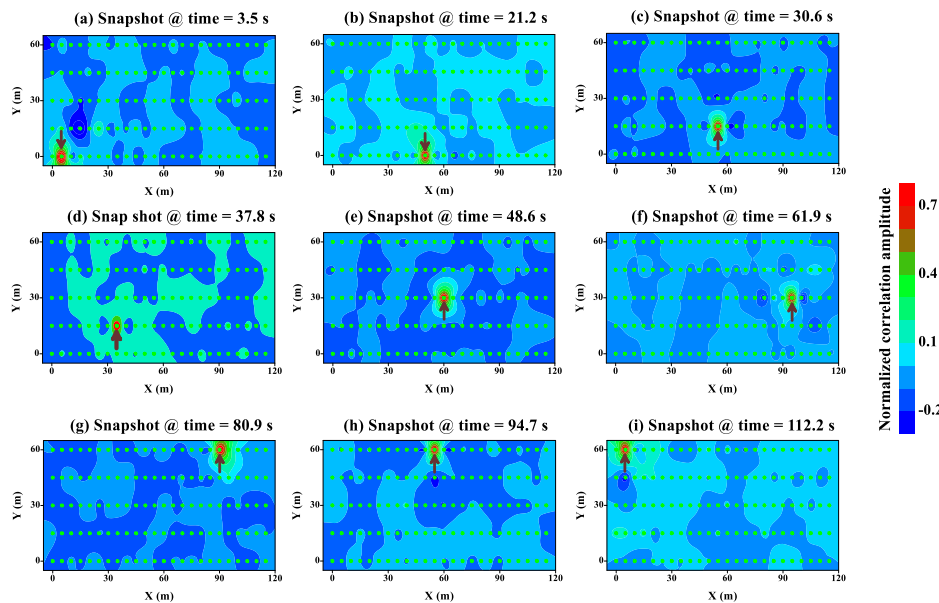 (a) Snapshot @ time = 3.5 s
(b) Snapshot @ time = 21.2 s
(c) Snapshot @ time = 30.6 s
Y (m)
60
30
0
0
30
60
90
120
X (m)
Y (m)
60
30
0
0
30
60
90
120
X (m)
Y (m)
60
30
0
0
30
60
90
120
X (m)
(d) Snap shot @ time = 37.8 s
(e) Snapshot @ time = 48.6 s
(f) Snapshot @ time = 61.9 s
Y (m)
60
30
0
0
30
60
90
120
X (m)
Y (m)
60
30
0
0
30
60
90
120
X (m)
Y (m)
60
30
0
0
30
60
90
120
X (m)
(g) Snapshot @ time = 80.9 s
(h) Snapshot @ time = 94.7 s
(i) Snapshot @ time = 112.2 s
Y (m)
60
30
0
0
30
60
90
120
X (m)
Y (m)
60
30
0
0
30
60
90
120
X (m)
Y (m)
60
30
0
0
30
60
90
120
X (m)
Normalized correlation amplitude
0.7
0.4
0.1
-0.2